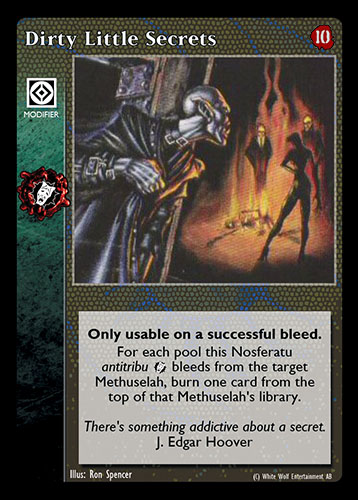 Dirty Little Secrets
10
MODIFIER
Only usable on a successful bleed.
For each pool this Nosferatu
antitribu bleeds from the target
Methuselah, burn one card from the
top of that Methuselah's library.
There's something addictive about a secret.
J. Edgar Hoover
Illus: Ron Spencer
(C) White Wolf Entertainment AB